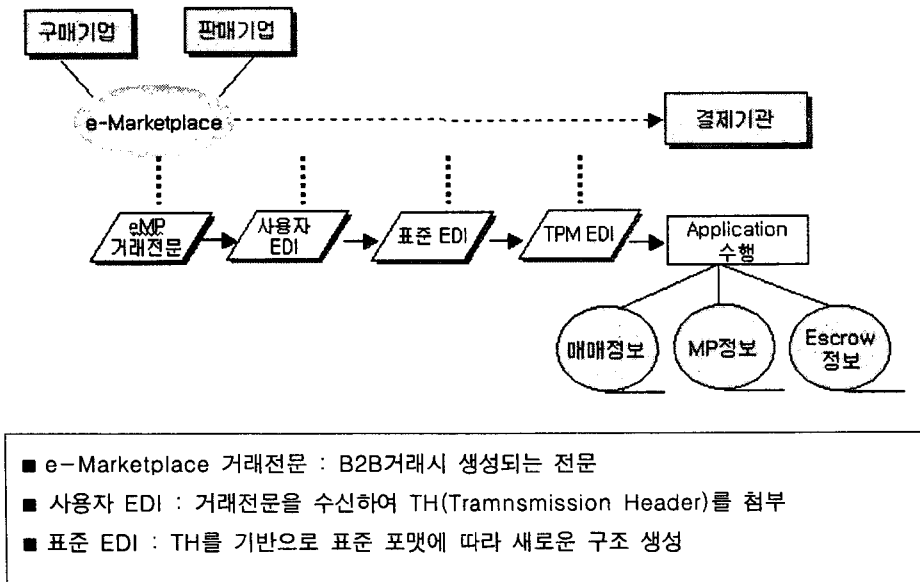 구매기업
판매기업
e-Marketplace
결제기관
eMP
거래전문
사용자
EDI
표준 EDI
TPM EDI
Application
수행
매매정보
MP정보
Escrow
정보
■ e-Marketplace 거래전문 : B2B거래시 생성되는 전문
■ 사용자 EDI : 거래전문을 수신하여 TH(Tramnsmission Header)를 첨부
■ 표준 EDI : TH를 기반으로 표준 포맷에 따라 새로운 구조 생성